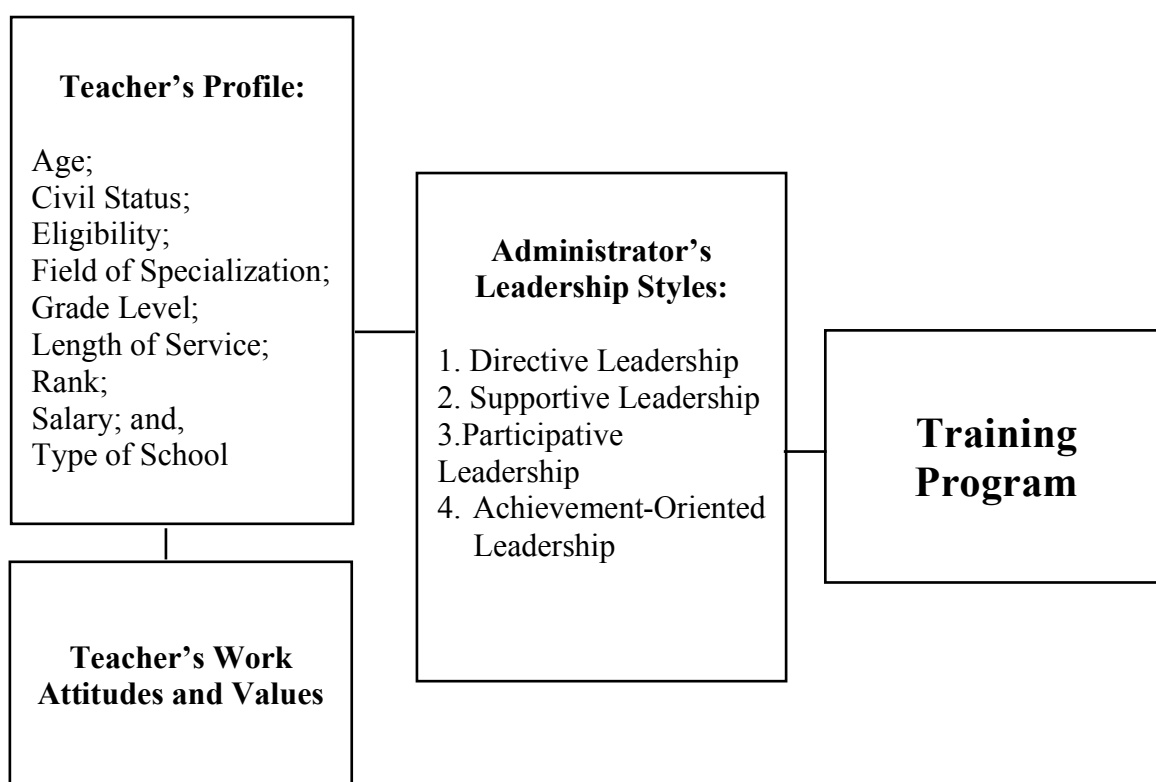 Teacher’s Profile:
Age;
Civil Status;
Eligibility;
Field of Specialization;
Grade Level;
Length of Service;
Rank;
Salary; and,
Type of School
Teacher’s Work
Attitudes and Values
Administrator’s
Leadership Styles:
1. Directive Leadership
2. Supportive Leadership
3.Participative
Leadership
4. Achievement-Oriented
Leadership
Training
Program